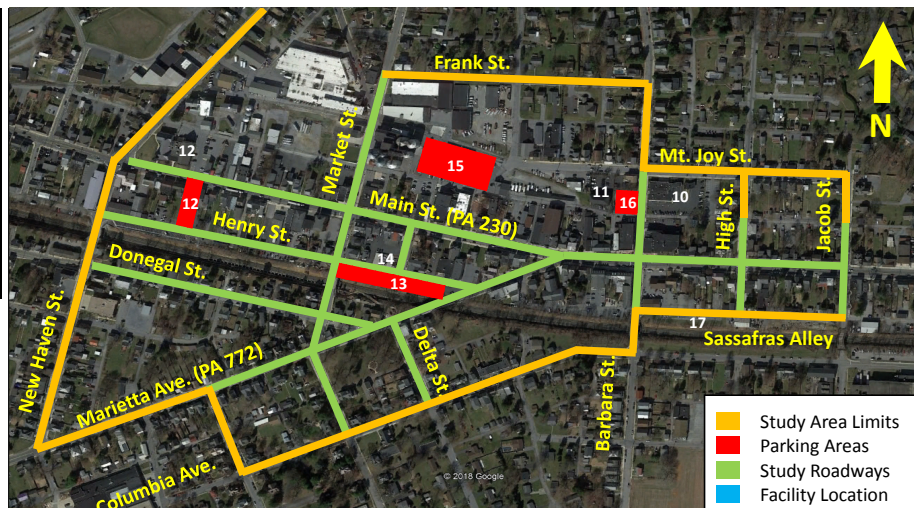 Frank St.
Market St.
12
15
Mt. Joy St.
11
16
10
Main St. (PA 230)
High St.
Jacob St.
12
Henry St.
14
13
Donegal St.
17
Sassafras Alley
New Haven St.
Marietta Ave. (PA 772)
Delta St.
Barbara St.
Columbia Ave.
© 2018 Google
N
Study Area Limits
Parking Areas
Study Roadways
Facility Location